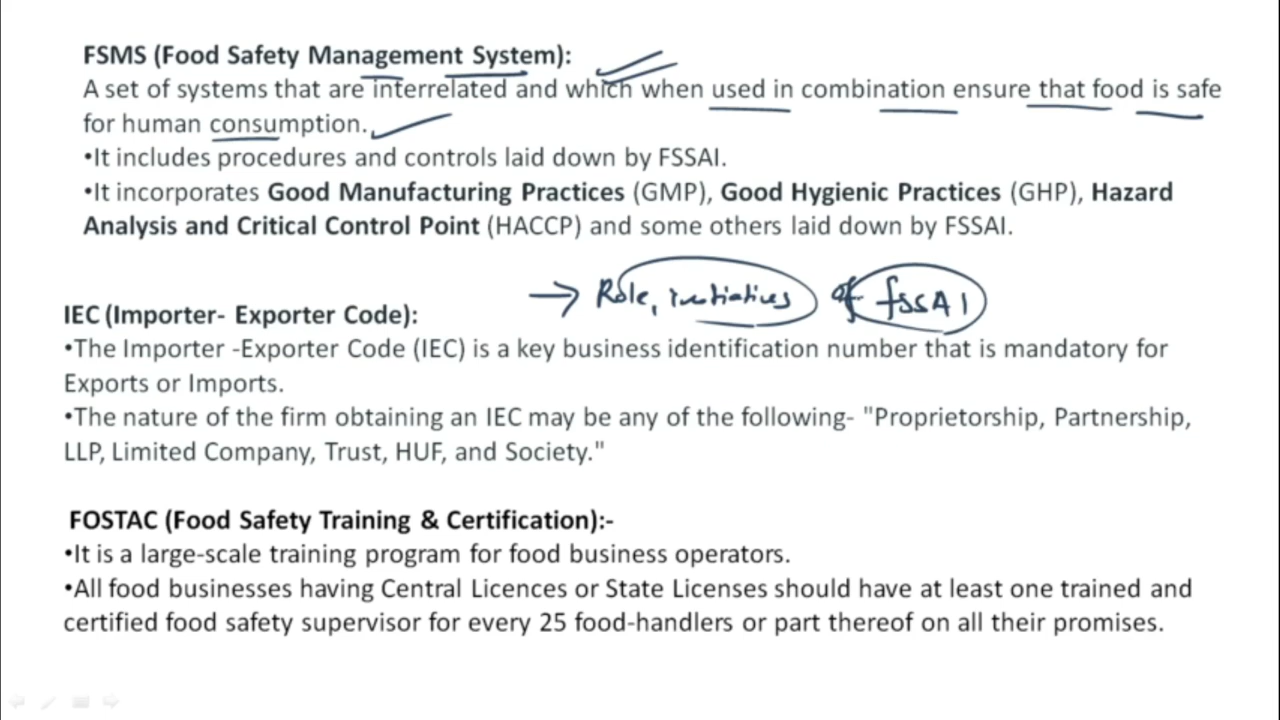 FSMS (Food Safety Management System):
A set of systems that are interrelated and which when used in combination ensure that food is safe
for human consumption.
•It includes procedures and controls laid down by FSSAI.
•It incorporates Good Manufacturing Practices (GMP), Good Hygienic Practices (GHP), Hazard
Analysis and Critical Control Point (HACCP) and some others laid down by FSSAI.
→ Role, initiatives of FSSAI
IEC (Importer- Exporter Code):
•The Importer -Exporter Code (IEC) is a key business identification number that is mandatory for
Exports or Imports.
•The nature of the firm obtaining an IEC may be any of the following- "Proprietorship, Partnership,
LLP, Limited Company, Trust, HUF, and Society."
FOSTAC (Food Safety Training & Certification):-
•It is a large-scale training program for food business operators.
•All food businesses having Central Licences or State Licenses should have at least one trained and
certified food safety supervisor for every 25 food-handlers or part thereof on all their promises.